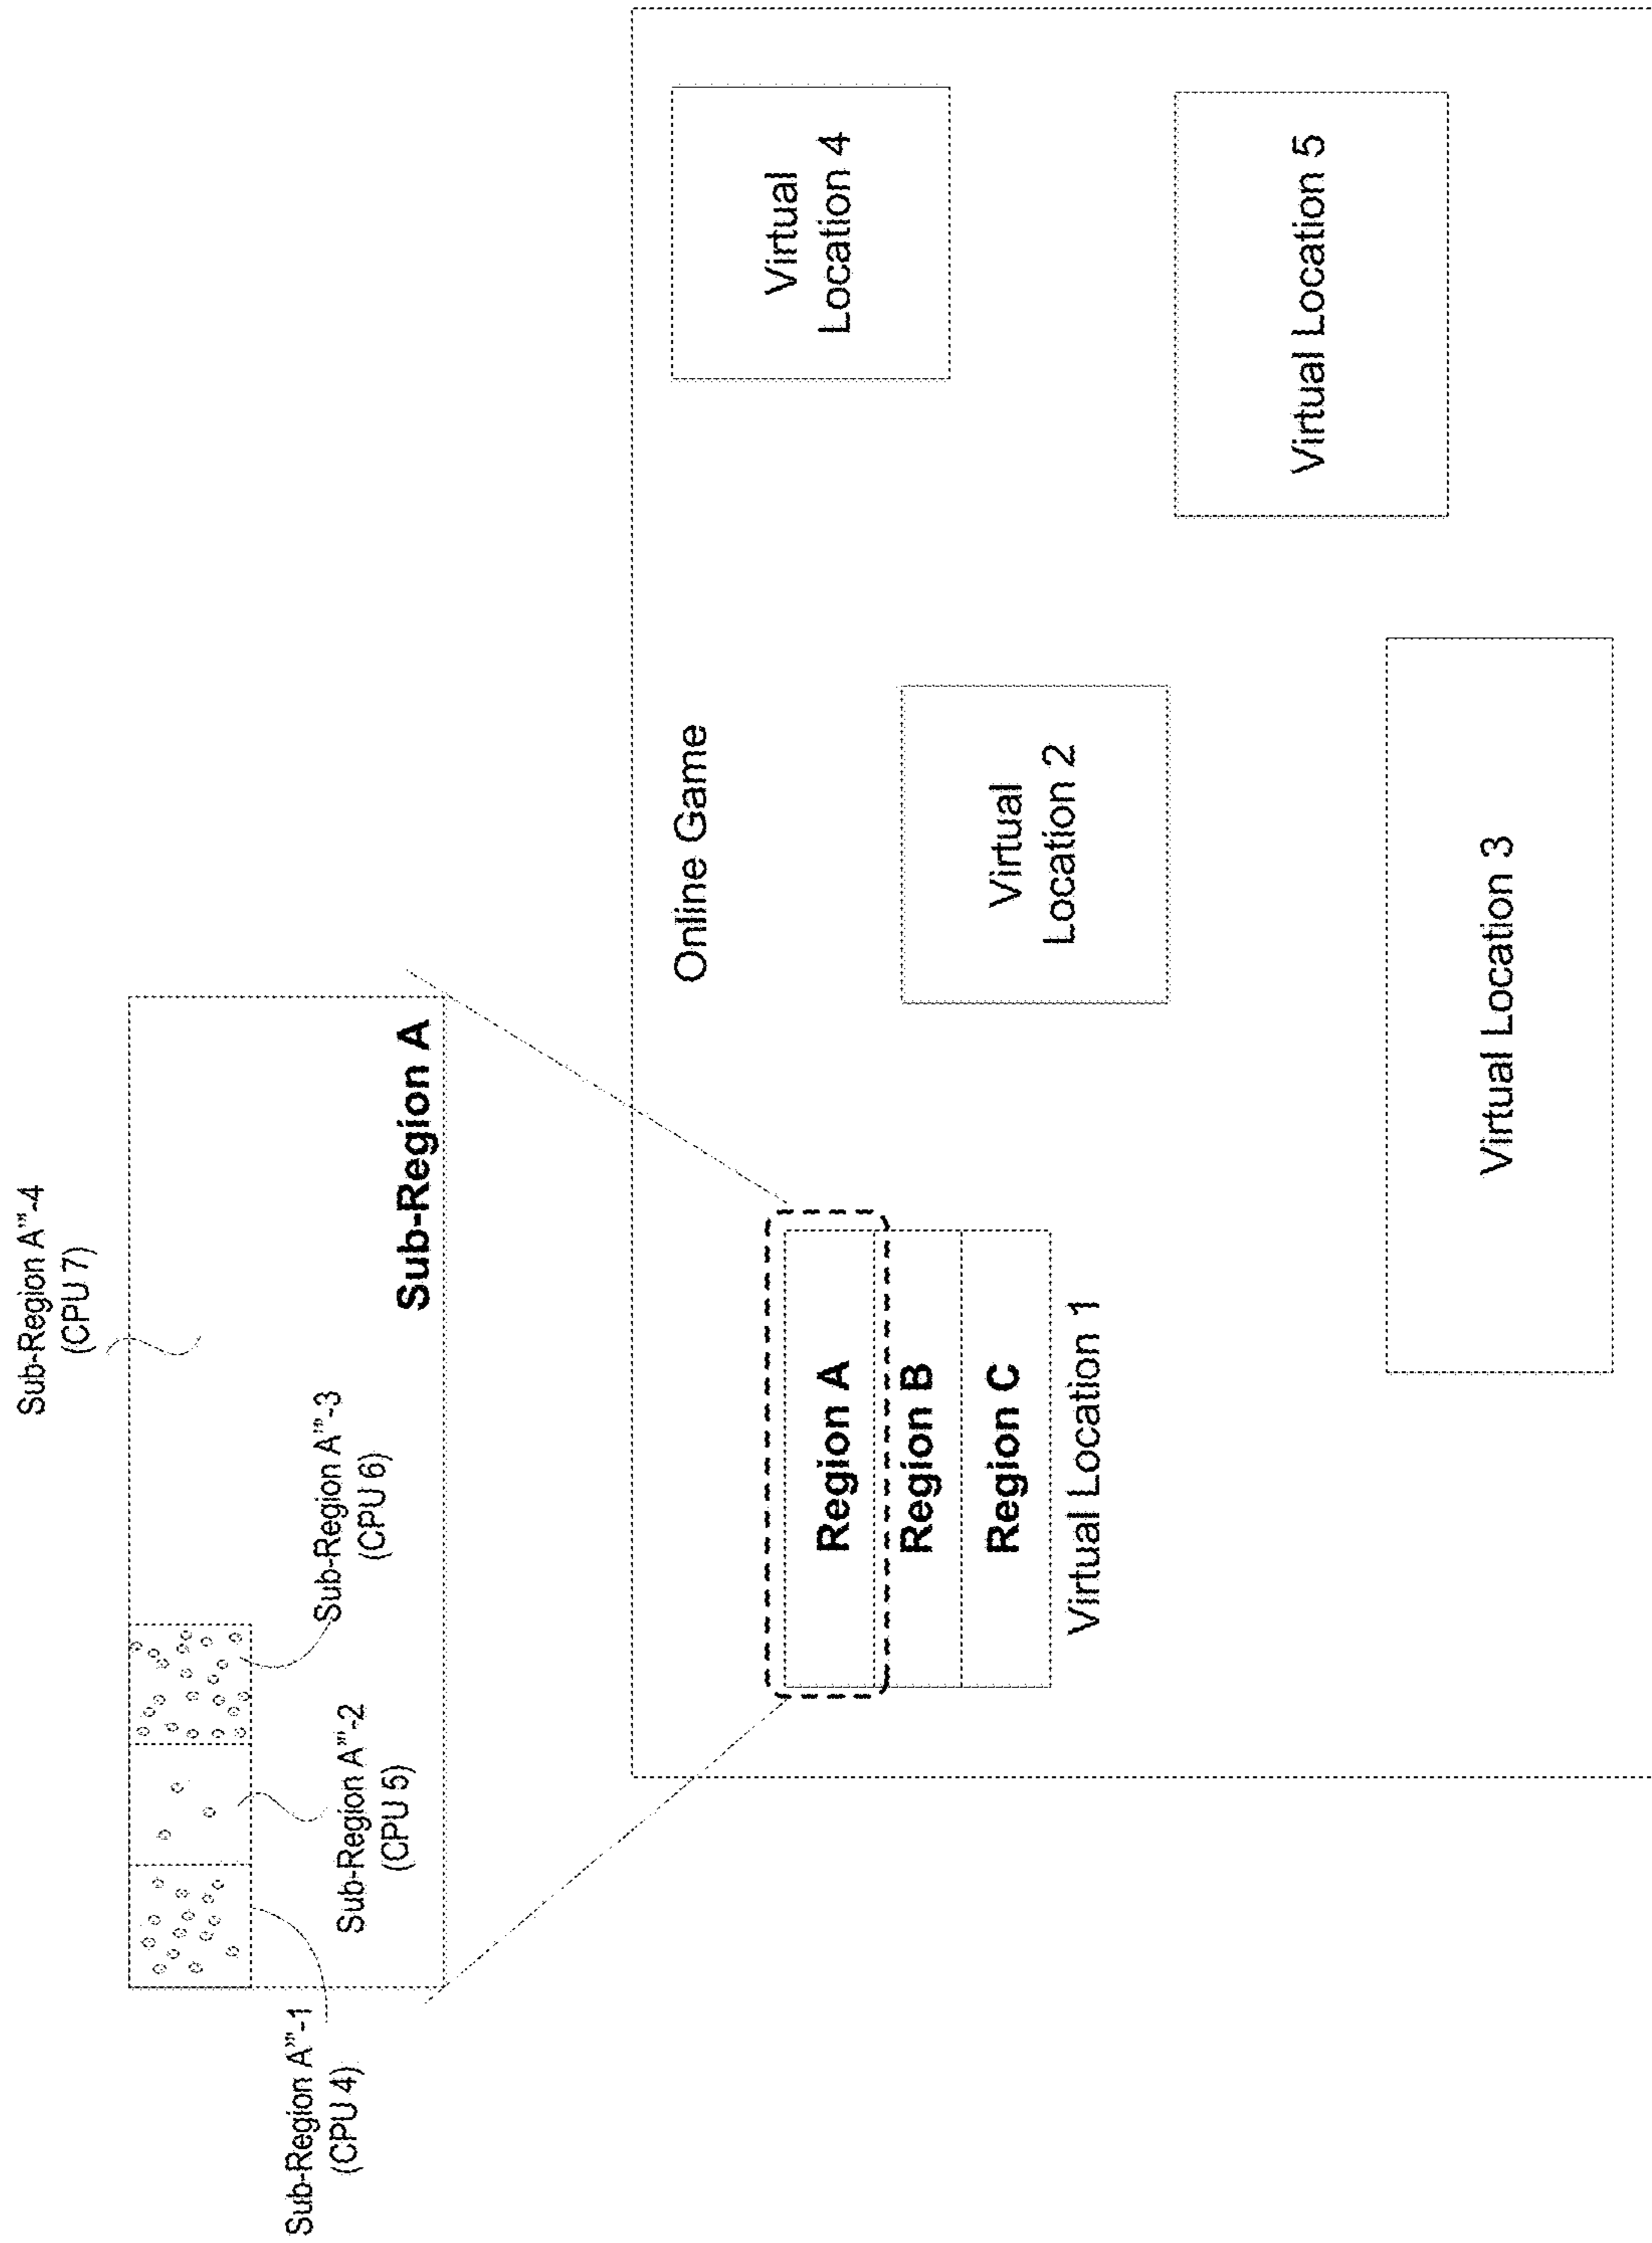 Sub-Region A'''-4
(CPU 7)
Sub-Region A'''-3
(CPU 6)
Sub-Region A'''-2
(CPU 5)
Sub-Region A'''-1
(CPU 4)
Sub-Region A
Online Game
Region A
Region B
Region C
Virtual Location 1
Virtual
Location 2
Virtual Location 3
Virtual
Location 4
Virtual Location 5